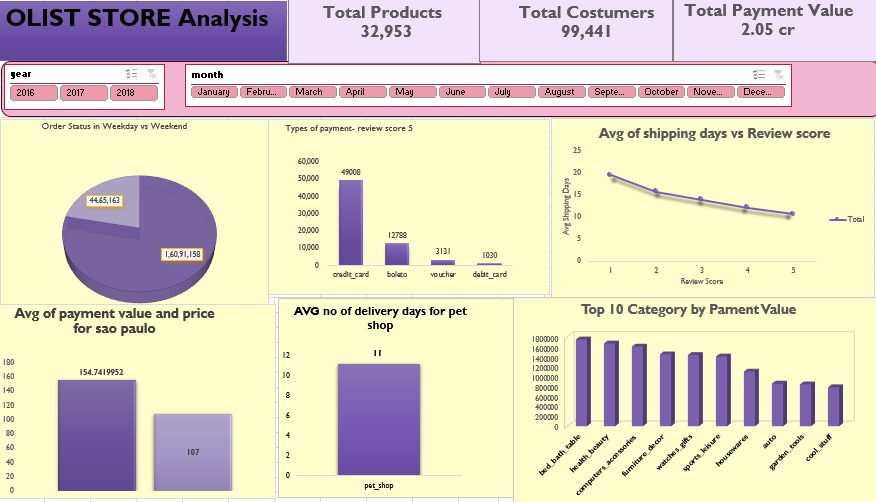 OLIST STORE Analysis
Total Products
32,953
Total Costumers
99,441
Total Payment Value
2.05 cr
year
2016
2017
2018
month
January
Febru...
March
April
May
June
July
August
Septe...
October
Nove...
Dece...
Order Status in Weekday vs Weekend
44,65,163
1,60,91,158
Types of payment- review score 5
60,000
50,000
40,000
30,000
20,000
10,000
0
49008
12788
3131
1030
credit_card
boleto
voucher
debit_card
Avg of shipping days vs Review score
Avg Shipping Days
25
20
15
10
5
0
1
2
3
4
5
Review Score
Total
Avg of payment value and price
for sao paulo
180
160
140
120
100
80
60
40
20
0
154.7419952
107
AVG no of delivery days for pet
shop
12
10
8
6
4
2
0
11
pet_shop
Top 10 Category by Pament Value
1800000
1600000
1400000
1200000
1000000
800000
600000
400000
200000
0
bed_bath_table
health_beauty
computers_accessories
furniture_decor
watches_gifts
sports_leisure
housewares
auto
garden_tools
cool_stuff